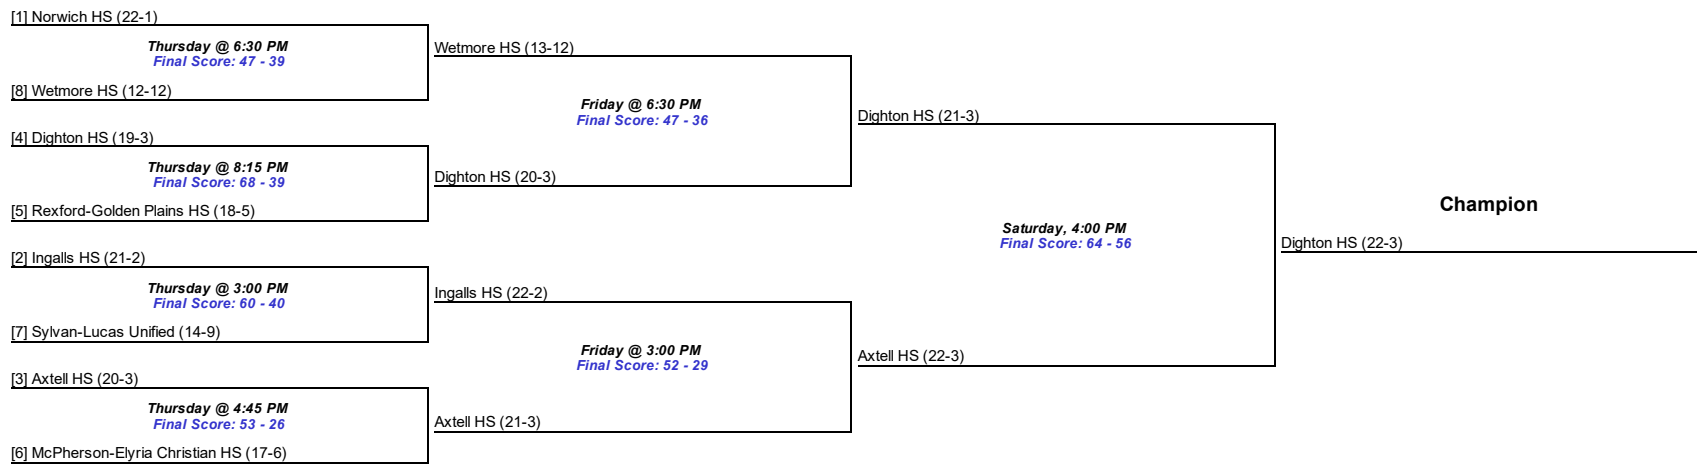 [1] Norwich HS (22-1)
Thursday @ 6:30 PM
Final Score: 47 - 39
[8] Wetmore HS (12-12)
[4] Dighton HS (19-3)
Thursday @ 8:15 PM
Final Score: 68 - 39
[5] Rexford-Golden Plains HS (18-5)
[2] Ingalls HS (21-2)
Thursday @ 3:00 PM
Final Score: 60 - 40
[7] Sylvan-Lucas Unified (14-9)
[3] Axtell HS (20-3)
Thursday @ 4:45 PM
Final Score: 53 - 26
[6] McPherson-Elyria Christian HS (17-6)
Wetmore HS (13-12)
Friday @ 6:30 PM
Final Score: 47 - 36
Dighton HS (20-3)
Ingalls HS (22-2)
Friday @ 3:00 PM
Final Score: 52 - 29
Axtell HS (21-3)
Dighton HS (21-3)
Saturday, 4:00 PM
Final Score: 64 - 56
Axtell HS (22-3)
Champion
Dighton HS (22-3)